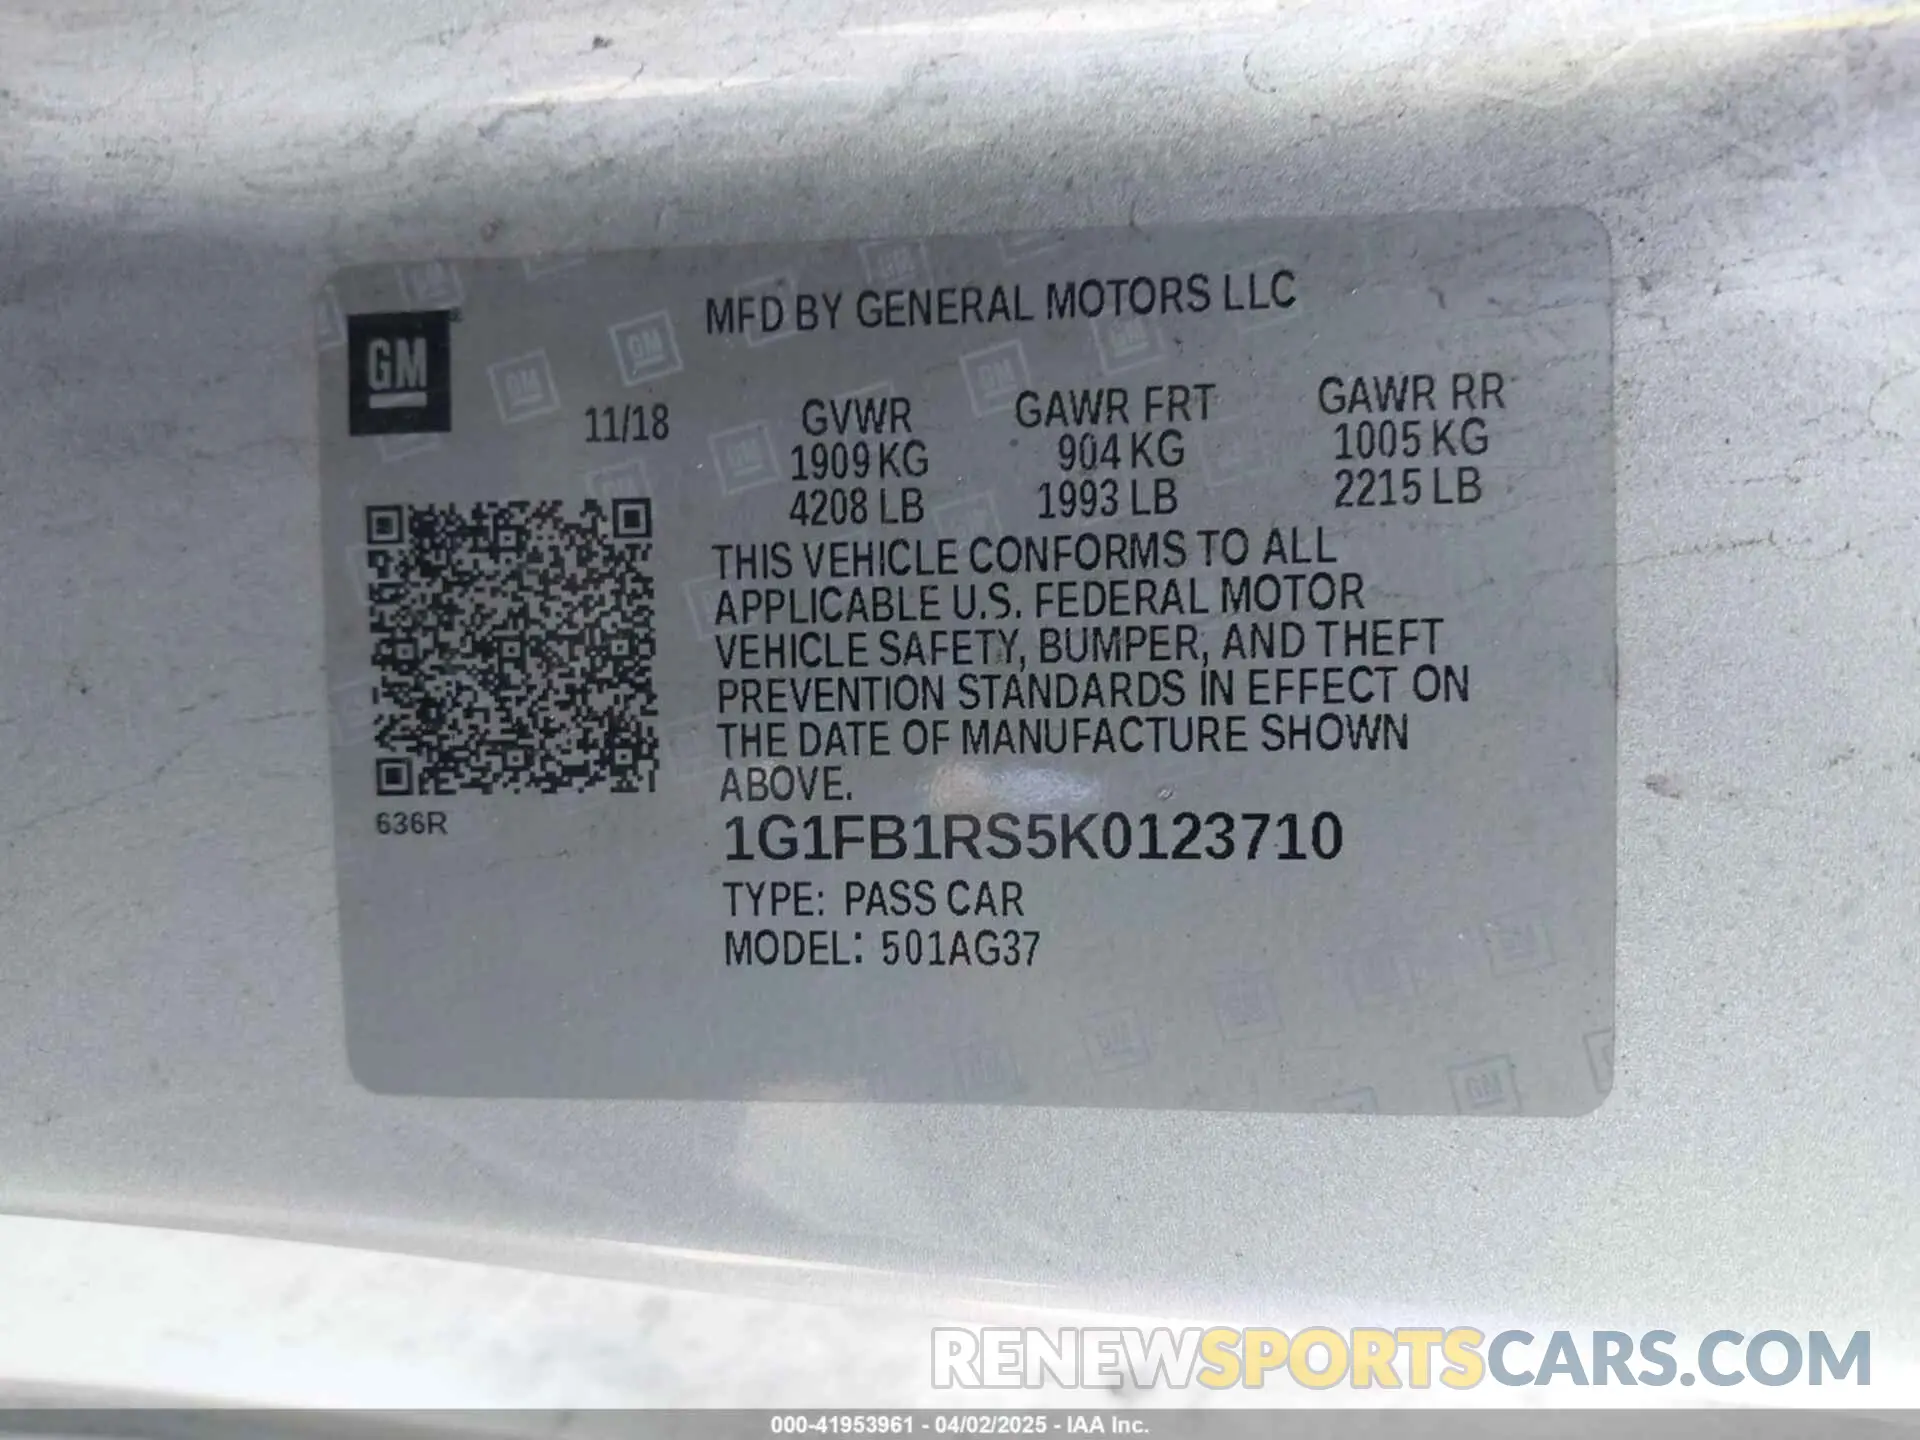 MFD BY GENERAL MOTORS LLC
GM
11/18
GVWR GAWR FRT GAWR RR
1909 KG 904 KG 1005 KG
4208 LB 1993 LB 2215 LB
THIS VEHICLE CONFORMS TO ALL
APPLICABLE U.S. FEDERAL MOTOR
VEHICLE SAFETY, BUMPER, AND THEFT
PREVENTION STANDARDS IN EFFECT ON
THE DATE OF MANUFACTURE SHOWN
ABOVE.
636R
1G1FB1RS5K0123710
TYPE: PASS CAR
MODEL: 501AG37
RENEWSPORTSCARS.COM
000-41953961 - 04/02/2025 - IAA Inc.